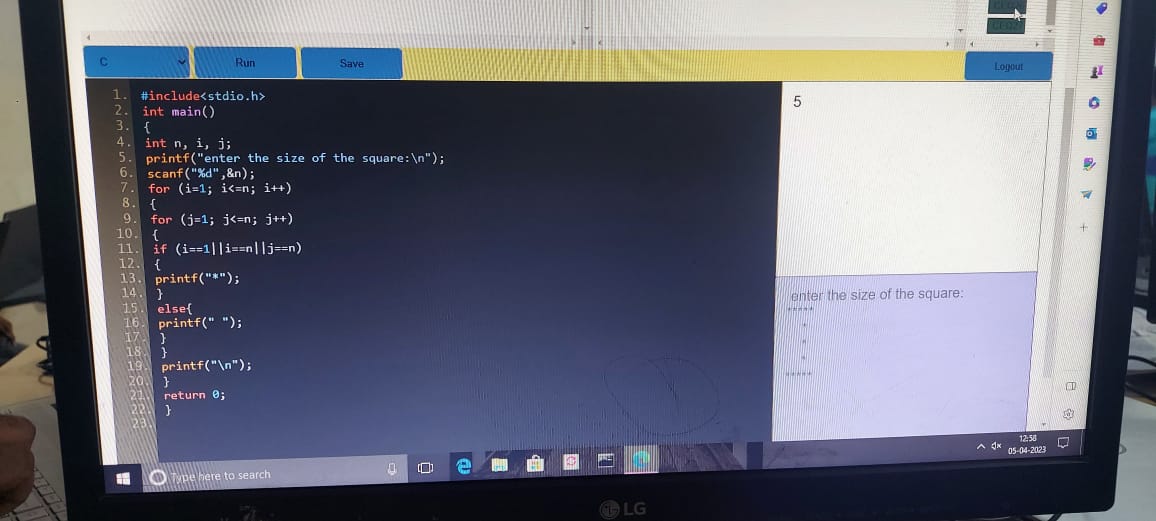 C
Run
Save
Logout
1. #include<stdio.h>
2. int main()
3. {
4. int n, i, j;
5. printf("enter the size of the square:\n");
6. scanf("%d",&n);
7. for (i=1; i<=n; i++)
8. {
9. for (j=1; j<=n; j++)
10. {
11. if (i==1||i==n||j==n)
12. {
13. printf("*");
14. }
15. else{
16. printf(" ");
17. }
18. }
19. printf("\n");
20. }
21. return 0;
22. }
23.
5
enter the size of the square:
*****
    *
    *
    *
*****
Type here to search
12:58
05-04-2023
LG